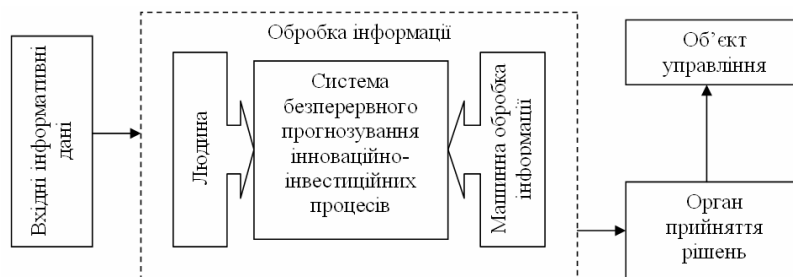 Вхідні інформативні
дані
Обробка інформації
Людина
Система
безперервного
прогнозування
інноваційно-
інвестиційних
процесів
Машинна обробка
інформації
Об’єкт
управління
Орган
прийняття
рішень